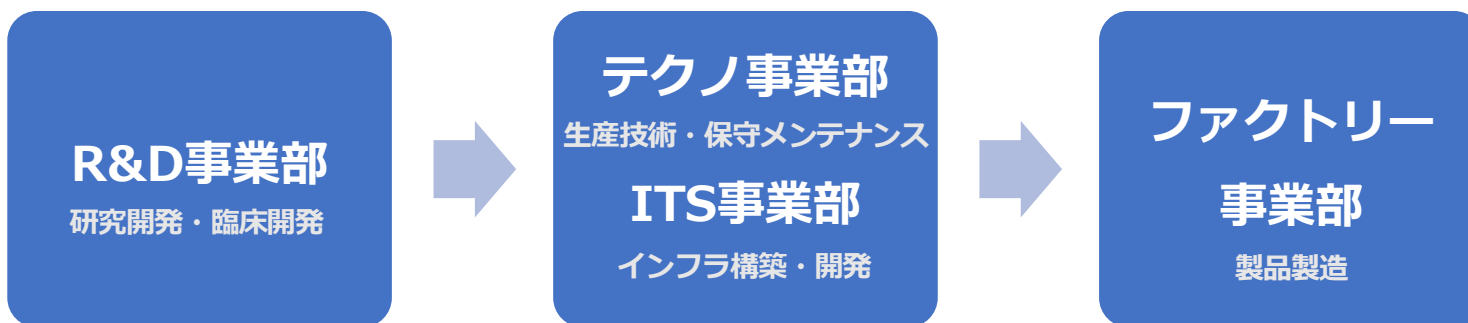 R&D事業部
研究開発・臨床開発
テクノ事業部
生産技術・保守メンテナンス
ITS事業部
インフラ構築・開発
ファクトリー
事業部
製品製造